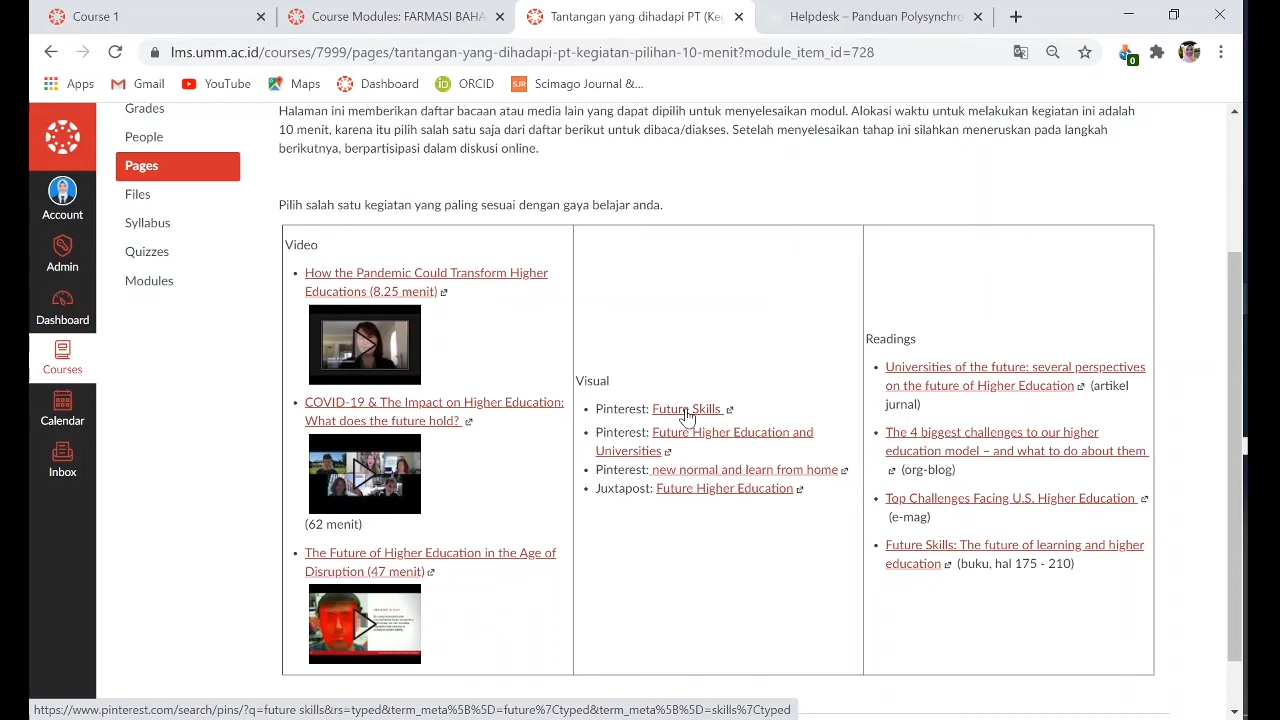 Course 1
Course Modules: FARMASI BAHA
Tantangan yang dihadapi PT (Keg
Helpdesk – Panduan Polysynchro
lms.umm.ac.id/courses/7999/pages/tantangan-yang-dihadapi-pt-kegiatan-pilihan-10-menit?module_item_id=728
0
Apps
Gmail
YouTube
Maps
Dashboard
ORCID
SJR
Scimago Journal &...
Account
Admin
Dashboard
Courses
Calendar
Inbox
Grades
People
Pages
Files
Syllabus
Quizzes
Modules
Halaman ini memberikan daftar bacaan atau media lain yang dapat dipilih untuk menyelesaikan modul. Alokasi waktu untuk melakukan kegiatan ini adalah
10 menit, karena itu pilih salah satu saja dari daftar berikut untuk dibaca/diakses. Setelah menyelesaikan tahap ini silahkan meneruskan pada langkah
berikutnya, berpartisipasi dalam diskusi online.
Pilih salah satu kegiatan yang paling sesuai dengan gaya belajar anda.
Video
How the Pandemic Could Transform Higher
Educations (8.25 menit)
COVID-19 & The Impact on Higher Education:
What does the future hold?
(62 menit)
The Future of Higher Education in the Age of
Disruption (47 menit)
Visual
Pinterest: Future Skills
Pinterest: Future Higher Education and
Universities
Pinterest: new normal and learn from home
Juxtapost: Future Higher Education
Readings
Universities of the future: several perspectives
on the future of Higher Education (artikel
jurnal)
The 4 biggest challenges to our higher
education model – and what to do about them
(org-blog)
Top Challenges Facing U.S. Higher Education
(e-mag)
Future Skills: The future of learning and higher
education (buku, hal 175 - 210)
https://www.pinterest.com/search/pins/?q=future skills&rs=typed&term_meta%5B%5D=future%7Ctyped&term_meta%5B%5D=skills%7Ctyped